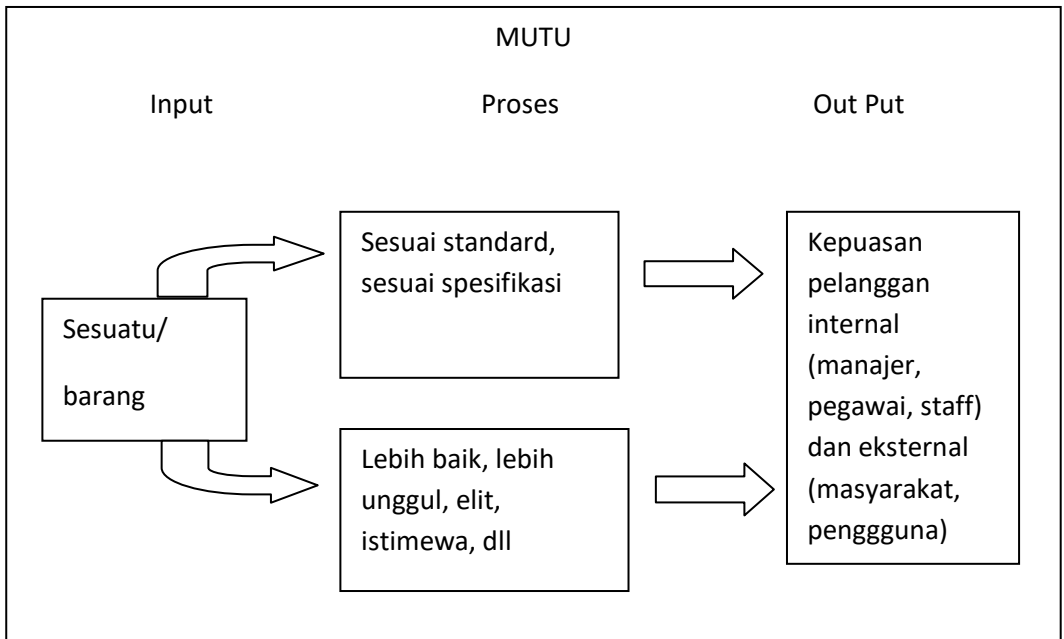 MUTU
Input
Proses
Out Put
Sesuatu/
barang
Sesuai standard,
sesuai spesifikasi
Lebih baik, lebih
unggul, elit,
istimewa, dll
Kepuasan
pelanggan
internal
(manajer,
pegawai, staff)
dan eksternal
(masyarakat,
penggguna)